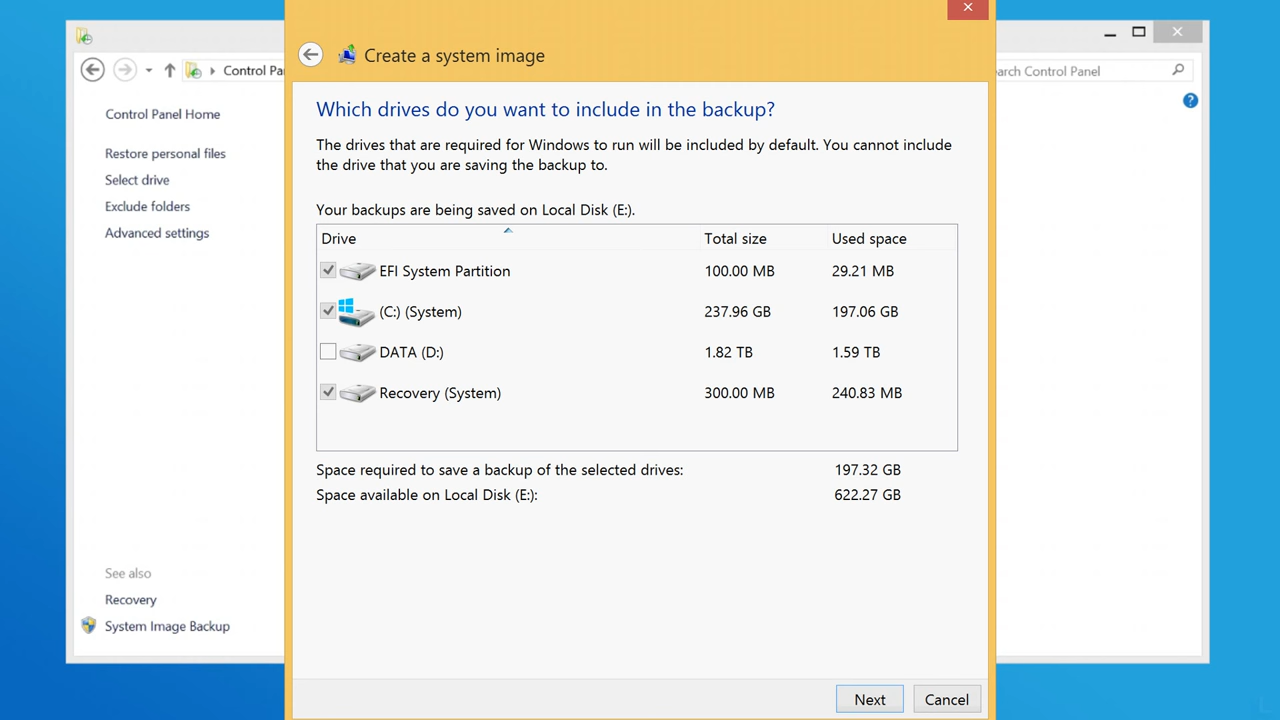 Create a system image
Control Pa
arch Control Panel
Control Panel Home
Restore personal files
Select drive
Exclude folders
Advanced settings
See also
Recovery
System Image Backup
Which drives do you want to include in the backup?
The drives that are required for Windows to run will be included by default. You cannot include
the drive that you are saving the backup to.
Your backups are being saved on Local Disk (E:).
Drive Total size Used space
EFI System Partition 100.00 MB 29.21 MB
(C:) (System) 237.96 GB 197.06 GB
DATA (D:) 1.82 TB 1.59 TB
Recovery (System) 300.00 MB 240.83 MB
Space required to save a backup of the selected drives: 197.32 GB
Space available on Local Disk (E:): 622.27 GB
Next Cancel